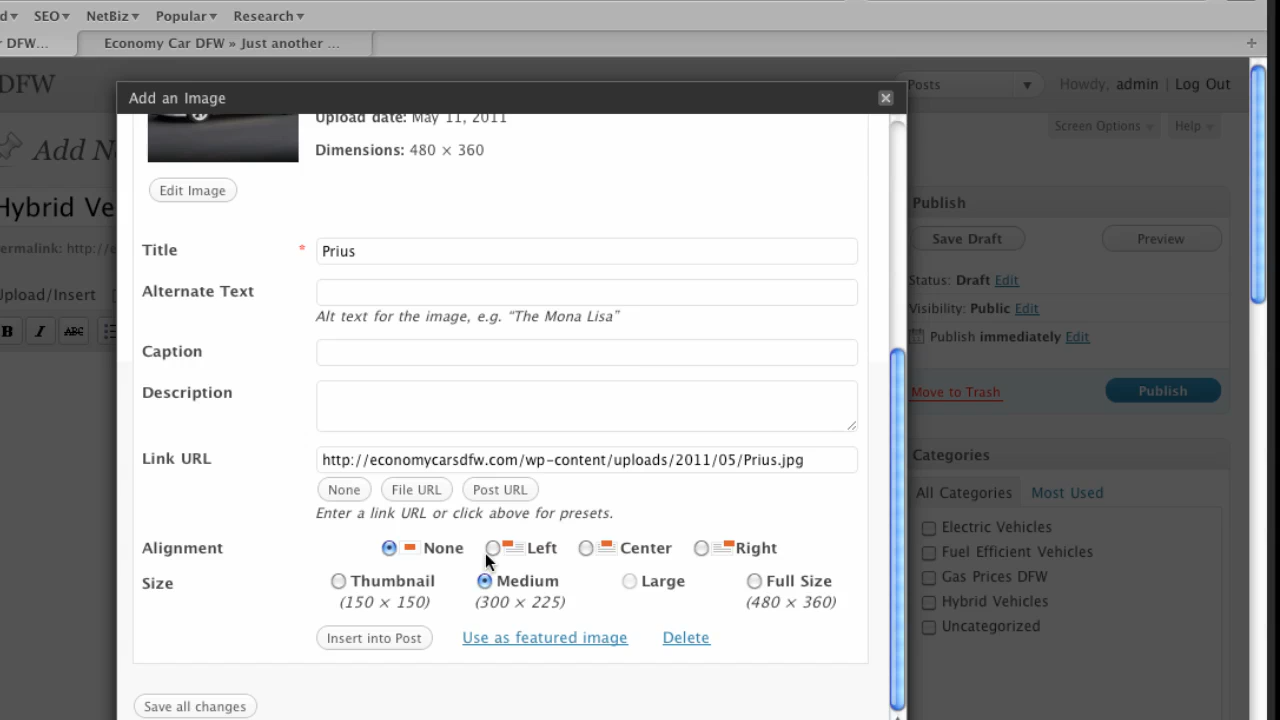 d▾ SEO▾ NetBiz▾ Popular▾ Research▾
r DFW... Economy Car DFW » Just another ... +
DFW Posts ▼ Howdy, admin | Log Out
Add an Image
Screen Options Help
Add N
Upload date: May 11, 2011
Dimensions: 480 × 360
Edit Image
Hybrid Ve
Publish
Save Draft Preview
ermalink: http://e
Title * Prius
Status: Draft Edit
Alternate Text
Upload/Insert
Visibility: Public Edit
Alt text for the image, e.g. “The Mona Lisa”
B I ABC
Publish immediately Edit
Caption
Description
Move to Trash Publish
Link URL http://economycarsdfw.com/wp-content/uploads/2011/05/Prius.jpg
Categories
None File URL Post URL
All Categories Most Used
Enter a link URL or click above for presets.
Electric Vehicles
Alignment None Left Center Right
Fuel Efficient Vehicles
Size Thumbnail Medium Large Full Size
Gas Prices DFW
(150 × 150) (300 × 225) (480 × 360)
Hybrid Vehicles
Uncategorized
Insert into Post Use as featured image Delete
Save all changes